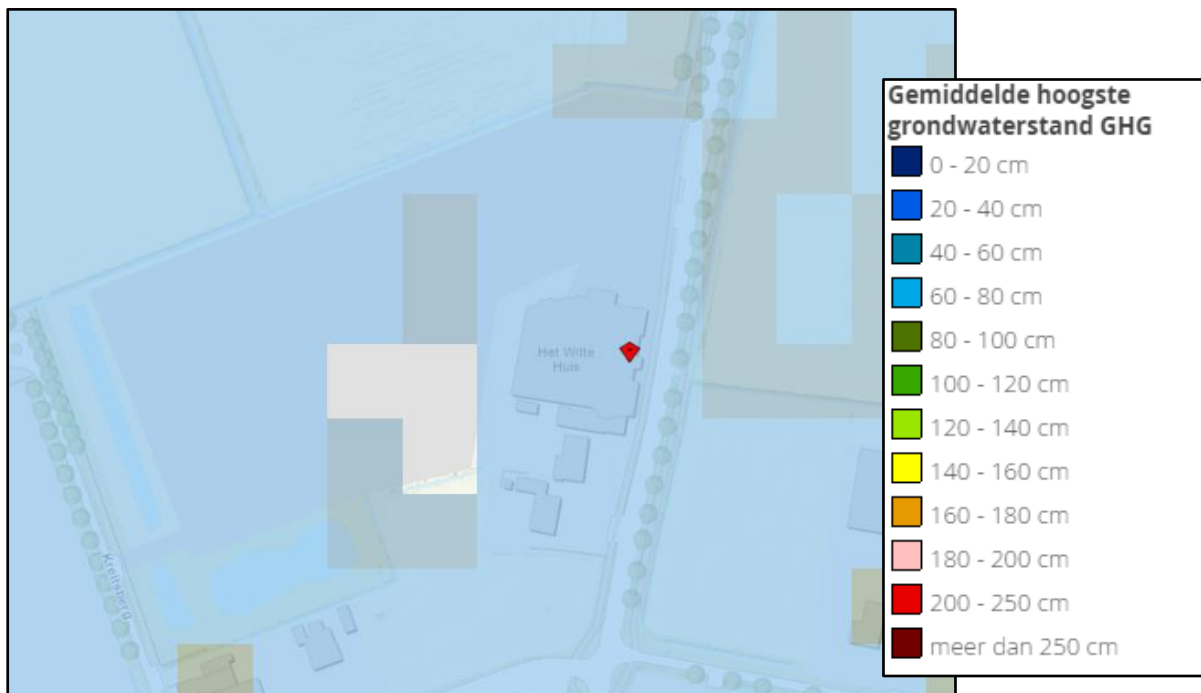 Het Witte
Huis
Kreitsberg
Gemiddelde hoogste
grondwaterstand GHG
0 - 20 cm
20 - 40 cm
40 - 60 cm
60 - 80 cm
80 - 100 cm
100 - 120 cm
120 - 140 cm
140 - 160 cm
160 - 180 cm
180 - 200 cm
200 - 250 cm
meer dan 250 cm